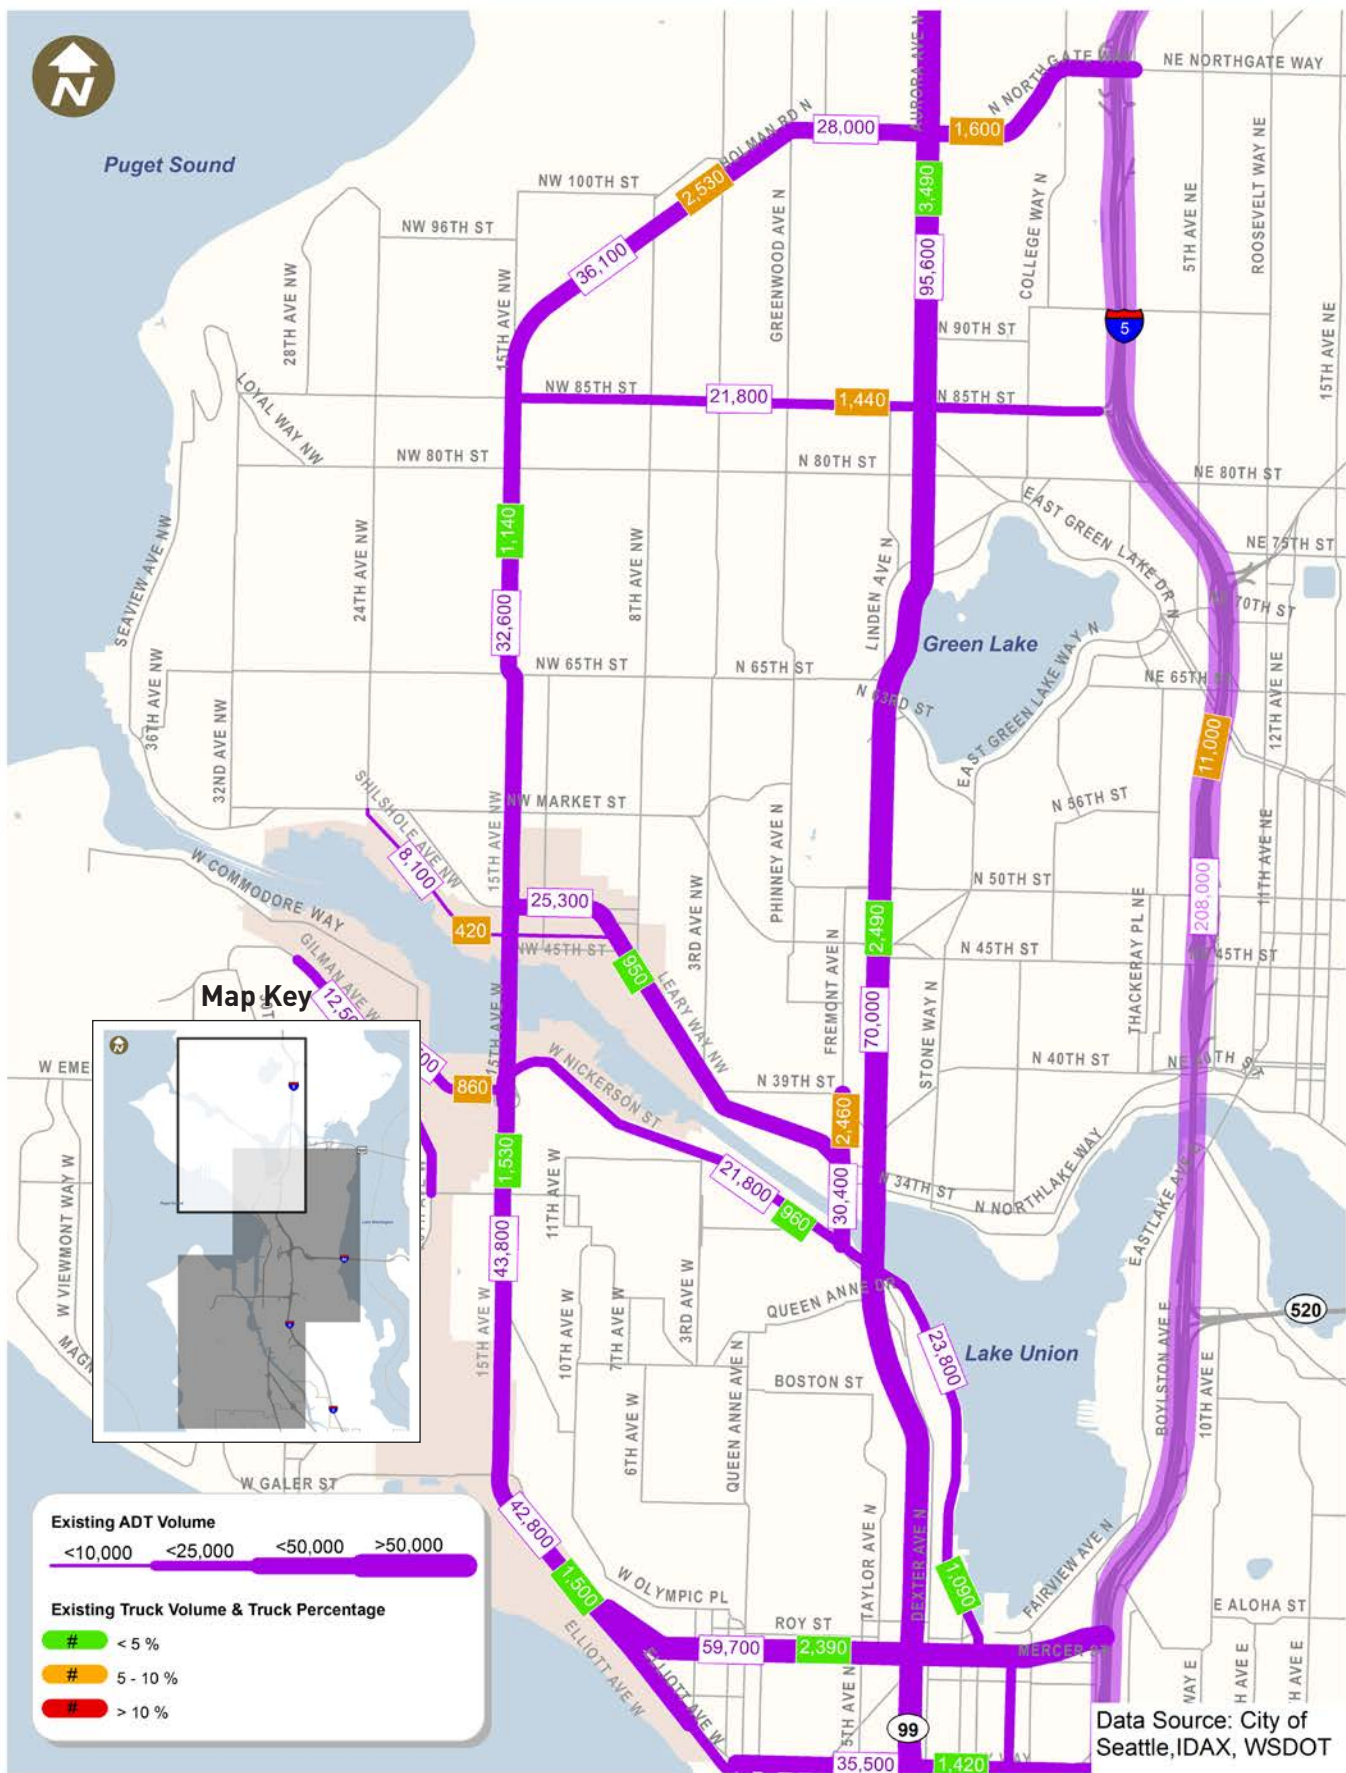 N
Puget Sound
AURORA AVE N
N NORTHGATE WAY
NE NORTHGATE WAY
HOLMAN RD N
28,000
1,600
2,530
3,490
NW 100TH ST
NW 96TH ST
36,100
95,600
GREENWOOD AVE N
COLLEGE WAY N
5TH AVE NE
ROOSEVELT WAY NE
28TH AVE NW
15TH AVE NW
15TH AVE NE
N 90TH ST
5
LOYAL WAY NW
NW 85TH ST
21,800
1,440
N 85TH ST
NW 80TH ST
N 80TH ST
NE 80TH ST
EAST GREEN LAKE DR N
1,140
24TH AVE NW
8TH AVE NW
LINDEN AVE N
NE 75TH ST
70TH ST
SEAVIEW AVE NW
32,600
Green Lake
36TH AVE NW
32ND AVE NW
NW 65TH ST
N 65TH ST
NE 65TH ST
N 63RD ST
EAST GREEN LAKE WAY N
12TH AVE NE
11,000
SHILSHOLE AVE NW
NW MARKET ST
N 56TH ST
15TH AVE NW
PHINNEY AVE N
11TH AVE NE
W COMMODORE WAY
8,100
25,300
3RD AVE NW
N 50TH ST
THACKERAY PL NE
208,000
420
NW 45TH ST
950
FREMONT AVE N
2,490
N 45TH ST
45TH ST
GILMAN AVE W
LEARY WAY NW
STONE WAY N
Map Key
12,50
15TH AVE W
70,000
W EME
860
W NICKERSON ST
N 39TH ST
N 40TH ST
NE 40TH ST
2,460
1,530
N
21,800
960
30,400
N 34TH ST
N NORTHLAKE WAY
EASTLAKE AVE
W VIEWMONT WAY W
11TH AVE W
43,800
3RD AVE W
QUEEN ANNE DR
520
MAGN
15TH AVE W
10TH AVE W
7TH AVE W
23,800
Lake Union
BOYLSTON AVE E
10TH AVE E
BOSTON ST
6TH AVE W
QUEEN ANNE AVE N
W GALER ST
42,800
TAYLOR AVE N
DEXTER AVE N
FAIRVIEW AVE N
1,500
W OLYMPIC PL
1,090
E ALOHA ST
ROY ST
59,700
2,390
MERCER ST
ELLIOTT AVE W
ELLIOTT AVE W
5TH AVE N
99
WAY E
H AVE E
H AVE E
35,500
1,420
Existing ADT Volume
<10,000 <25,000 <50,000 >50,000
Existing Truck Volume & Truck Percentage
# < 5 %
# 5 - 10 %
# > 10 %
Data Source: City of
Seattle,IDAX, WSDOT